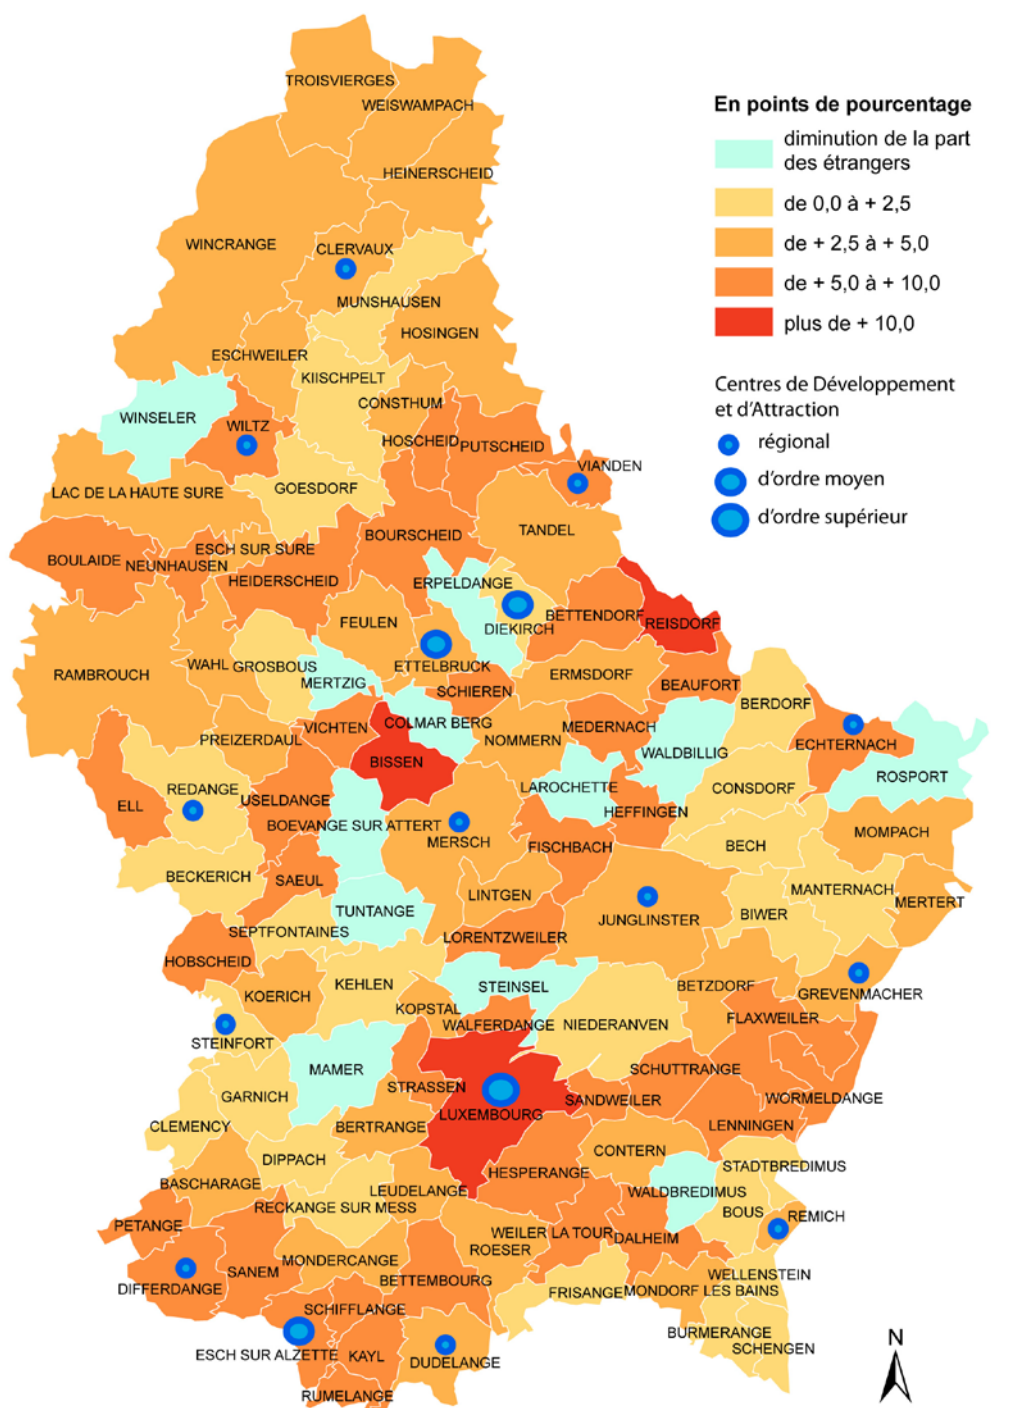 En points de pourcentage
diminution de la part
des étrangers
de 0,0 à + 2,5
de + 2,5 à + 5,0
de + 5,0 à + 10,0
plus de + 10,0
Centres de Développement
et d'Attraction
régional
d'ordre moyen
d'ordre supérieur
TROISVIERGES
WEISWAMPACH
HEINERSCHEID
WINCRANGE
CLERVAUX
MUNSHAUSEN
HOSINGEN
ESCHWEILER
KIISCHPELT
CONSTHUM
WINSELER
WILTZ
HOSCHEID
PUTSCHEID
VIANDEN
LAC DE LA HAUTE SURE
GOESDORF
TANDEL
BOURSCHEID
ESCH SUR SURE
BOULAIDE
NEUNHAUSEN
HEIDERSCHEID
ERPELDANGE
BETTENDORF
REISDORF
FEULEN
DIEKIRCH
RAMBROUCH
WAHL
GROSBOUS
ETTELBRUCK
MERTZIG
ERMSDORF
BEAUFORT
SCHIEREN
BERDORF
COLMAR BERG
VICHTEN
MEDERNACH
PREIZERDAUL
NOMMERN
ECHTERNACH
WALDBILLIG
BISSEN
ROSPORT
REDANGE
LAROCHETTE
CONSDORF
ELL
USELDANGE
HEFFINGEN
BOEVANGE SUR ATTERT
MERSCH
MOMPACH
FISCHBACH
BECH
BECKERICH
SAEUL
LINTGEN
MANTERNACH
MERTERT
TUNTANGE
JUNGLINSTER
BIWER
SEPTFONTAINES
LORENTZWEILER
HOBSCHEID
KEHLEN
STEINSEL
BETZDORF
KOERICH
GREVENMACHER
KOPSTAL
FLAXWEILER
WALFERDANGE
NIEDERANVEN
STEINFORT
MAMER
SCHUTTRANGE
STRASSEN
GARNICH
SANDWEILER
WORMELDANGE
LUXEMBOURG
CLEMENCY
BERTRANGE
LENNINGEN
CONTERN
DIPPACH
STADTBREDIMUS
HESPERANGE
BASCHARAGE
LEUDELANGE
WALDBREDIMUS
RECKANGE SUR MESS
BOUS
REMICH
PETANGE
WEILER LA TOUR
DALHEIM
ROESER
MONDERCANGE
SANEM
BETTEMBOURG
WELLENSTEIN
DIFFERDANGE
FRISANGE
MONDORF LES BAINS
SCHIFFLANGE
BURMERANGE
SCHENGEN
ESCH SUR ALZETTE
KAYL
DUDELANGE
RUMELANGE
N